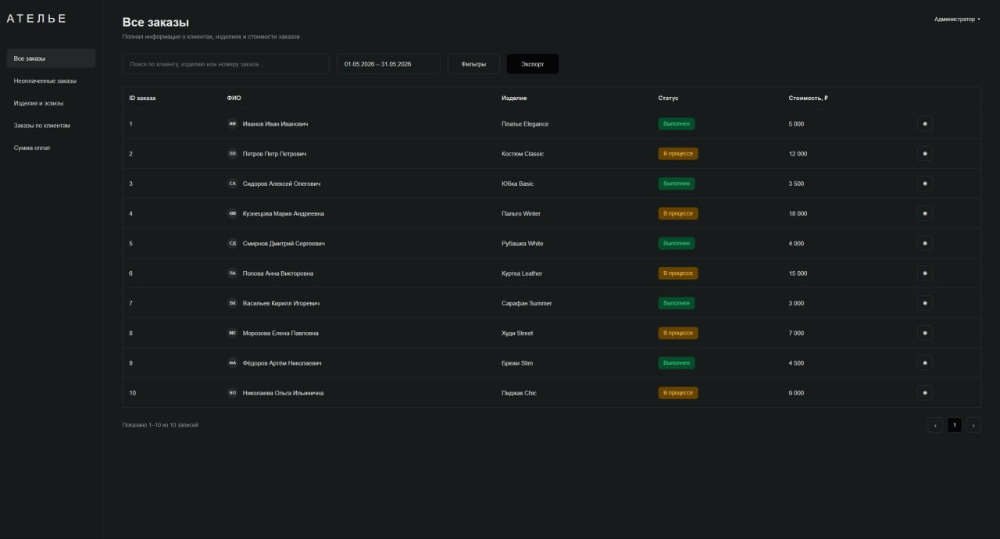 АТЕЛЬЕ
Все заказы
Неоплаченные заказы
Изделия и эскизы
Заказы по клиентам
Сумма оплат
Администратор
Все заказы
Полная информация о клиентах, изделиях и стоимости заказов
Поиск по клиенту, изделию или номеру заказа...
01.05.2026 – 31.05.2026
Фильтры
Экспорт
ID заказа ФИО Изделие Статус Стоимость, ₽
1 ИИ Иванов Иван Иванович Платье Elegance Выполнен 5 000
2 ПП Петров Петр Петрович Костюм Classic В процессе 12 000
3 СА Сидоров Алексей Олегович Юбка Basic Выполнен 3 500
4 КМ Кузнецова Мария Андреевна Пальто Winter В процессе 18 000
5 СД Смирнов Дмитрий Сергеевич Рубашка White Выполнен 4 000
6 ПА Попова Анна Викторовна Куртка Leather В процессе 15 000
7 ВК Васильев Кирилл Игоревич Сарафан Summer Выполнен 3 000
8 МЕ Морозова Елена Павловна Худи Street В процессе 7 000
9 ФА Фёдоров Артём Николаевич Брюки Slim Выполнен 4 500
10 НО Николаева Ольга Ильинична Пиджак Chic В процессе 9 000
Показано 1–10 из 10 записей
‹ 1 ›